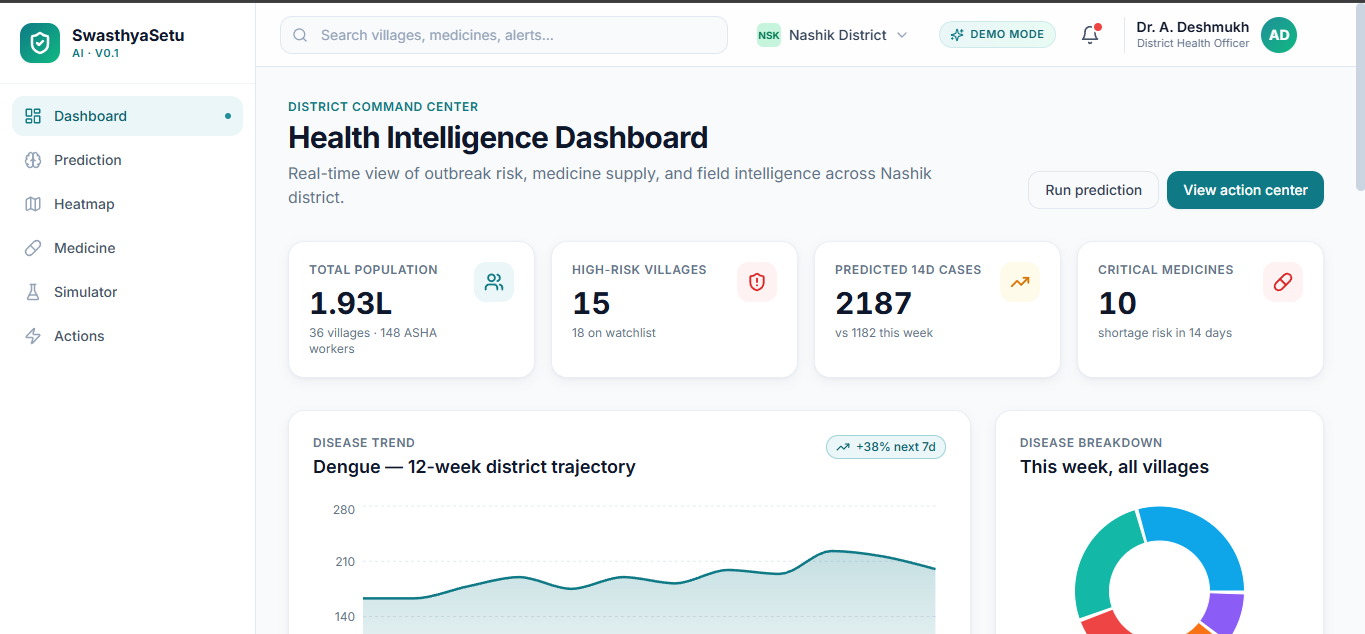 SwasthyaSetu
AI · V0.1
Dashboard
Prediction
Heatmap
Medicine
Simulator
Actions
Search villages, medicines, alerts...
NSK Nashik District
DEMO MODE
Dr. A. Deshmukh
District Health Officer
AD
DISTRICT COMMAND CENTER
Health Intelligence Dashboard
Real-time view of outbreak risk, medicine supply, and field intelligence across Nashik
district.
Run prediction
View action center
TOTAL POPULATION
1.93L
36 villages · 148 ASHA
workers
HIGH-RISK VILLAGES
15
18 on watchlist
PREDICTED 14D CASES
2187
vs 1182 this week
CRITICAL MEDICINES
10
shortage risk in 14 days
DISEASE TREND
Dengue — 12-week district trajectory
+38% next 7d
280
210
140
DISEASE BREAKDOWN
This week, all villages